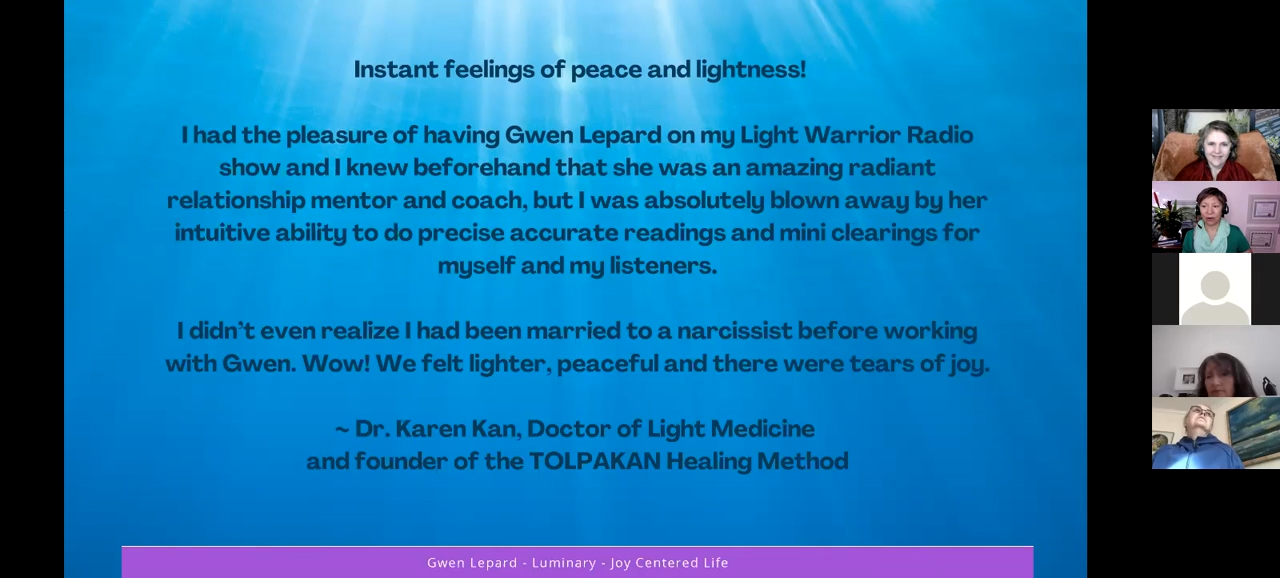 Instant feelings of peace and lightness!
I had the pleasure of having Gwen Lepard on my Light Warrior Radio
show and I knew beforehand that she was an amazing radiant
relationship mentor and coach, but I was absolutely blown away by her
intuitive ability to do precise accurate readings and mini clearings for
myself and my listeners.
I didn’t even realize I had been married to a narcissist before working
with Gwen. Wow! We felt lighter, peaceful and there were tears of joy.
~ Dr. Karen Kan, Doctor of Light Medicine
and founder of the TOLPAKAN Healing Method
Gwen Lepard - Luminary - Joy Centered Life